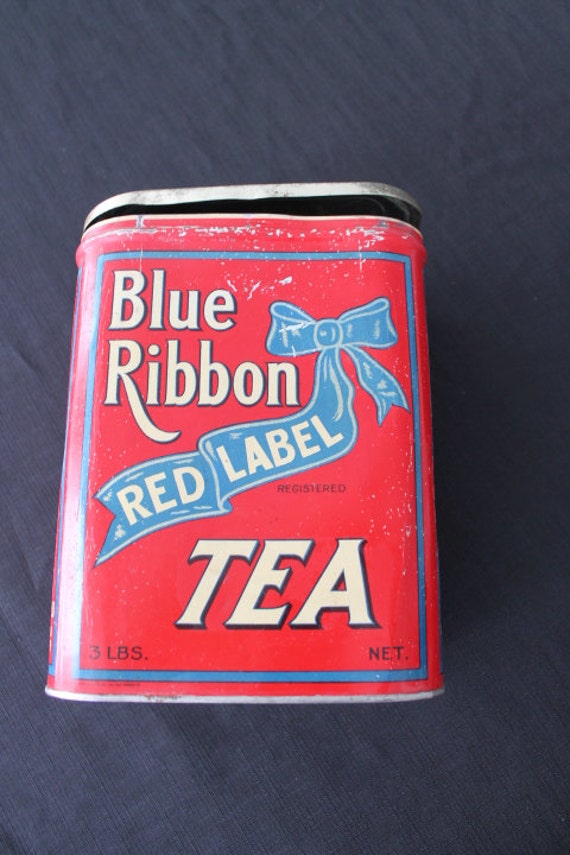 Blue
Ribbon
RED LABEL
REGISTERED
TEA
3 LBS. NET.